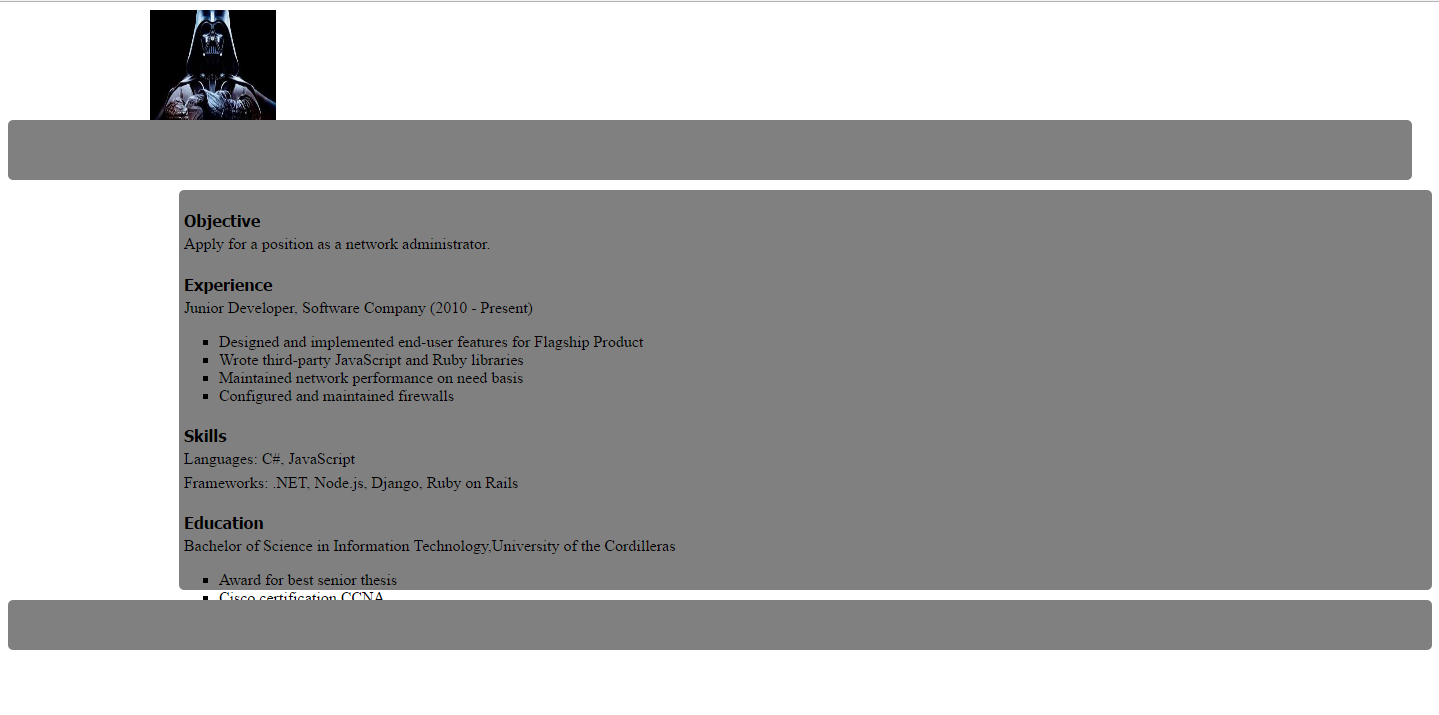 Objective
Apply for a position as a network administrator.
Experience
Junior Developer, Software Company (2010 - Present)
Designed and implemented end-user features for Flagship Product
Wrote third-party JavaScript and Ruby libraries
Maintained network performance on need basis
Configured and maintained firewalls
Skills
Languages: C#, JavaScript
Frameworks: .NET, Node.js, Django, Ruby on Rails
Education
Bachelor of Science in Information Technology,University of the Cordilleras
Award for best senior thesis
Cisco certification CCNA